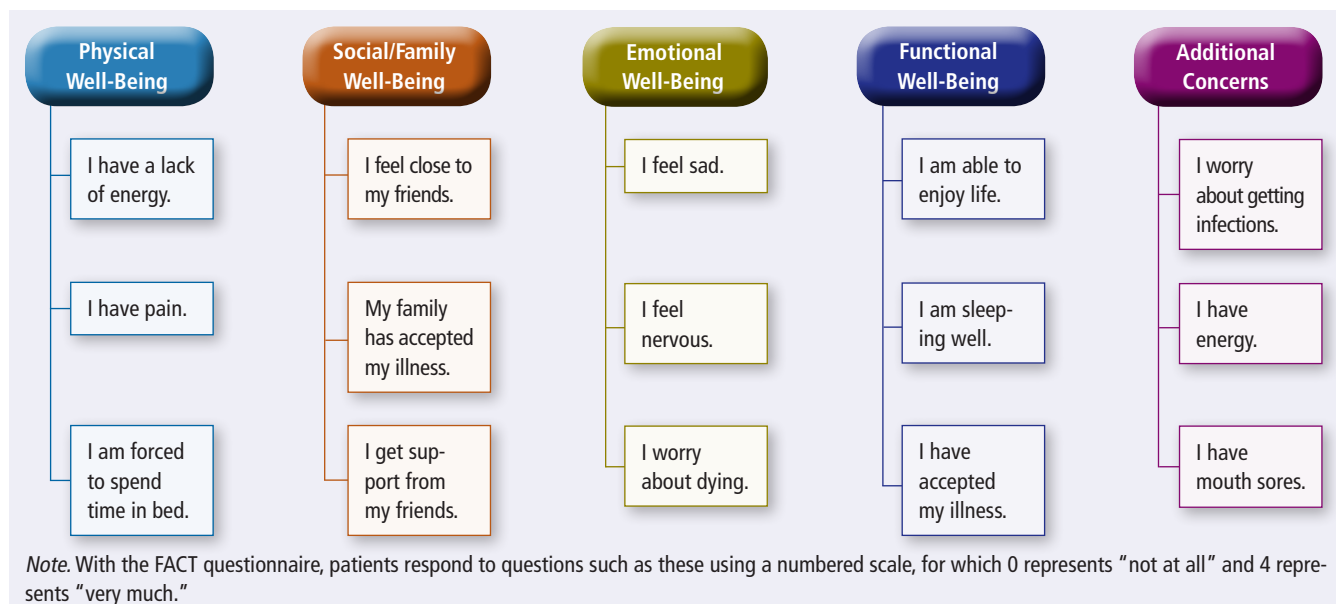 Physical
Well-Being
I have a lack
of energy.
I have pain.
I am forced
to spend
time in bed.
Social/Family
Well-Being
I feel close to
my friends.
My family
has accepted
my illness.
I get sup-
port from
my friends.
Emotional
Well-Being
I feel sad.
I feel
nervous.
I worry
about dying.
Functional
Well-Being
I am able to
enjoy life.
I am sleep-
ing well.
I have
accepted
my illness.
Additional
Concerns
I worry
about getting
infections.
I have
energy.
I have
mouth sores.
Note. With the FACT questionnaire, patients respond to questions such as these using a numbered scale, for which 0 represents “not at all” and 4 repre-
sents “very much.”